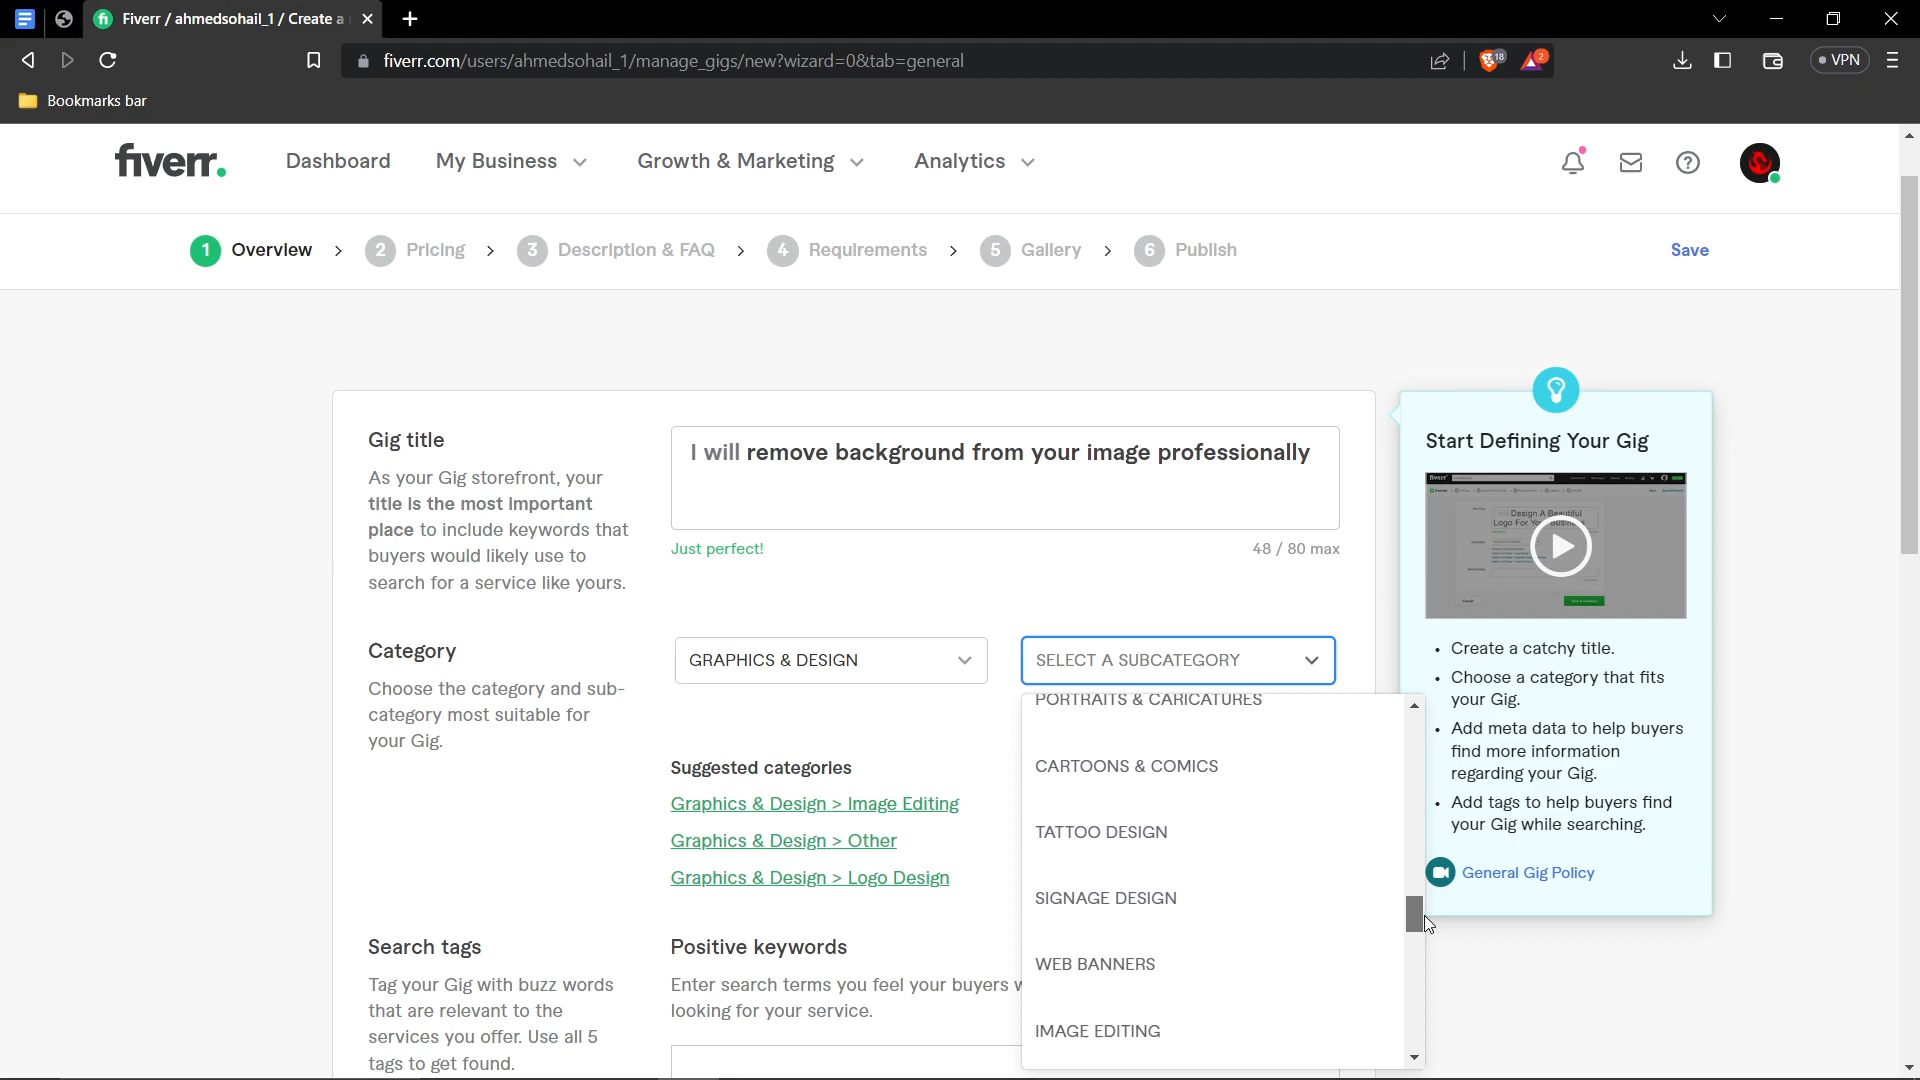 Fiverr / ahmedsohail_1 / Create a
fiverr.com/users/ahmedsohail_1/manage_gigs/new?wizard=0&tab=general
18
2
VPN
Bookmarks bar
fiverr.
Dashboard
My Business
Growth & Marketing
Analytics
1 Overview
2 Pricing
3 Description & FAQ
4 Requirements
5 Gallery
6 Publish
Save
Gig title
As your Gig storefront, your
title is the most important
place to include keywords that
buyers would likely use to
search for a service like yours.
I will remove background from your image professionally
Just perfect!
48 / 80 max
Category
Choose the category and sub-
category most suitable for
your Gig.
GRAPHICS & DESIGN
SELECT A SUBCATEGORY
PORTRAITS & CARICATURES
CARTOONS & COMICS
TATTOO DESIGN
SIGNAGE DESIGN
WEB BANNERS
IMAGE EDITING
Suggested categories
Graphics & Design > Image Editing
Graphics & Design > Other
Graphics & Design > Logo Design
Search tags
Tag your Gig with buzz words
that are relevant to the
services you offer. Use all 5
tags to get found.
Positive keywords
Enter search terms you feel your buyers
looking for your service.
Start Defining Your Gig
Design A Beautiful
Logo For Your Business
• Create a catchy title.
• Choose a category that fits
your Gig.
• Add meta data to help buyers
find more information
regarding your Gig.
• Add tags to help buyers find
your Gig while searching.
General Gig Policy